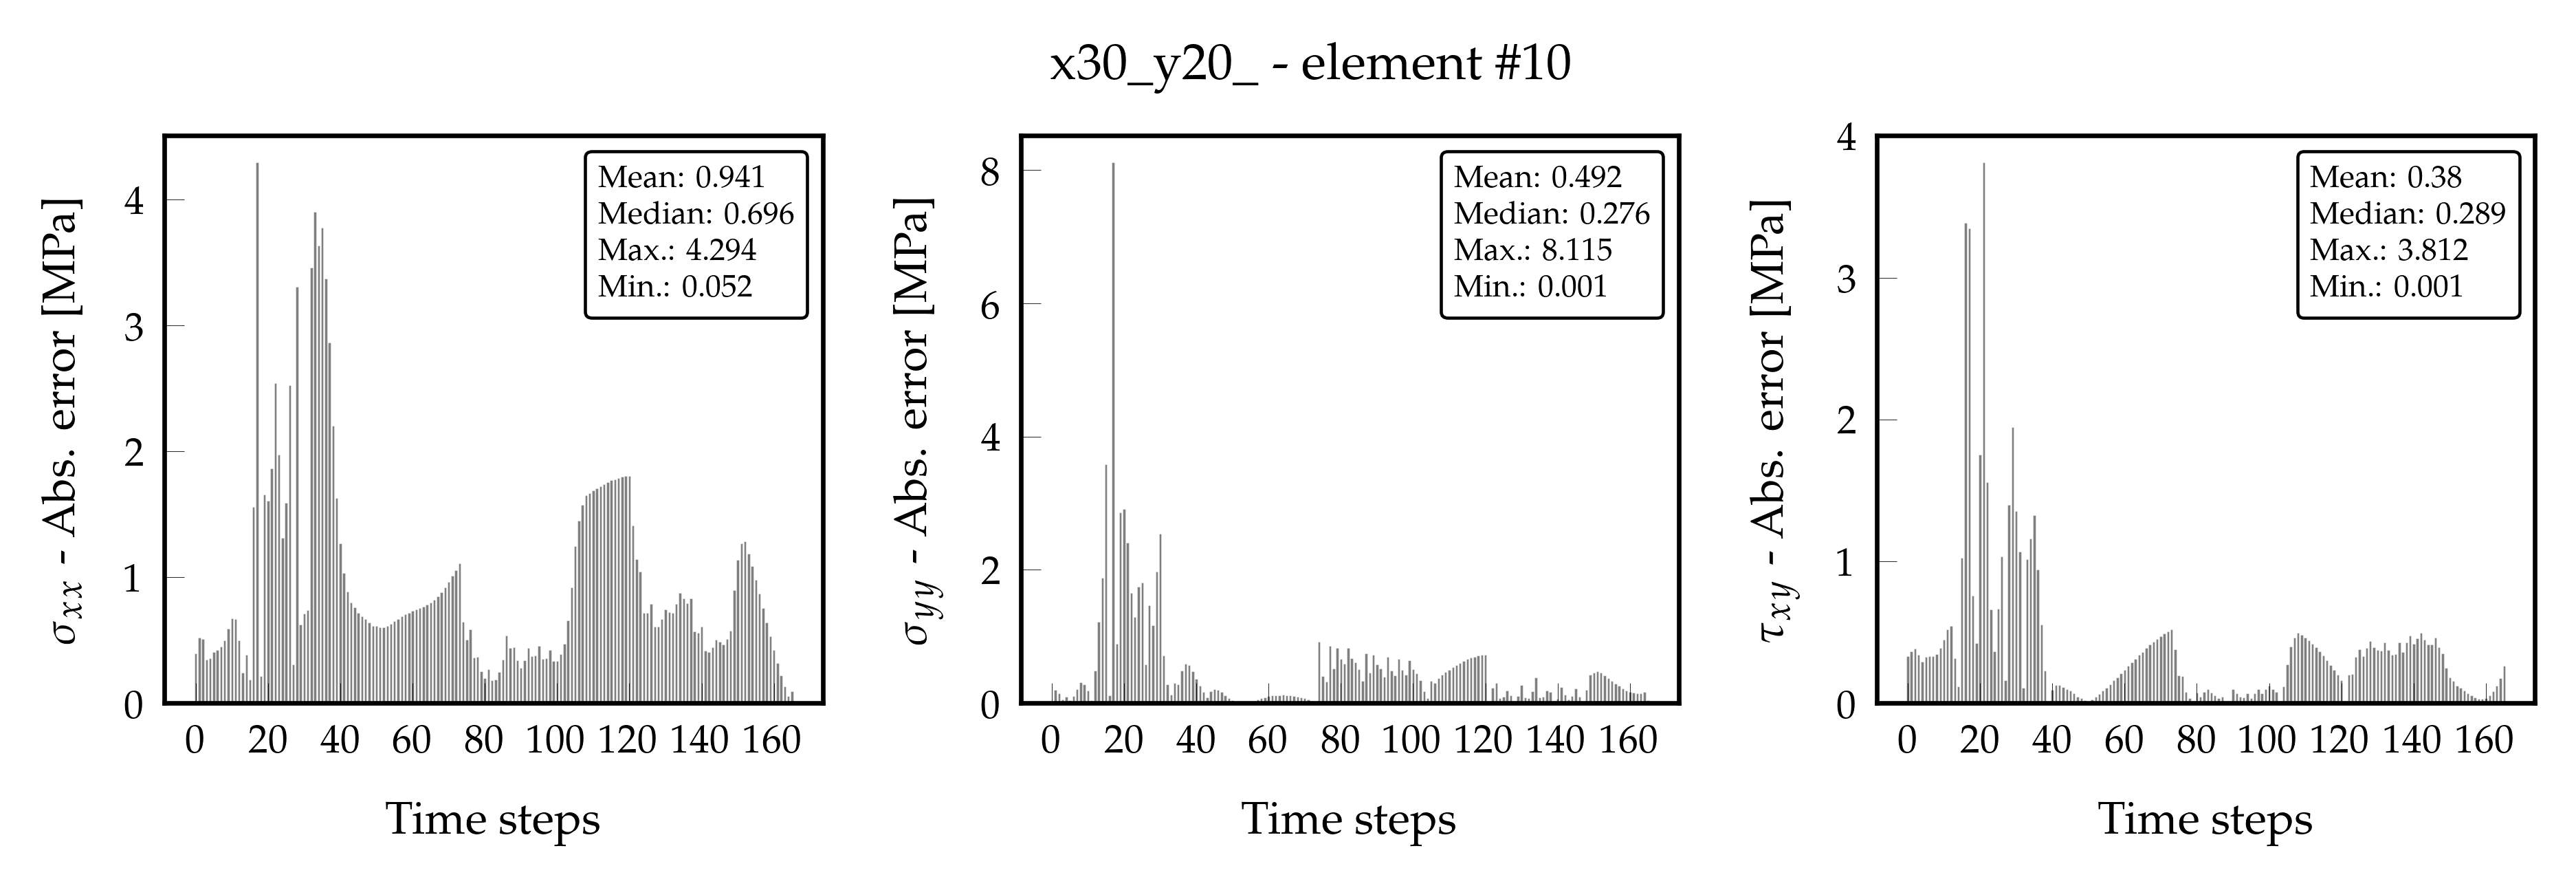 x30_y20_ - element #10
σxx - Abs. error [MPa]
4
3
2
1
0
Mean: 0.941
Median: 0.696
Max.: 4.294
Min.: 0.052
0 20 40 60 80 100 120 140 160
Time steps
σyy - Abs. error [MPa]
8
6
4
2
0
Mean: 0.492
Median: 0.276
Max.: 8.115
Min.: 0.001
0 20 40 60 80 100 120 140 160
Time steps
τxy - Abs. error [MPa]
4
3
2
1
0
Mean: 0.38
Median: 0.289
Max.: 3.812
Min.: 0.001
0 20 40 60 80 100 120 140 160
Time steps